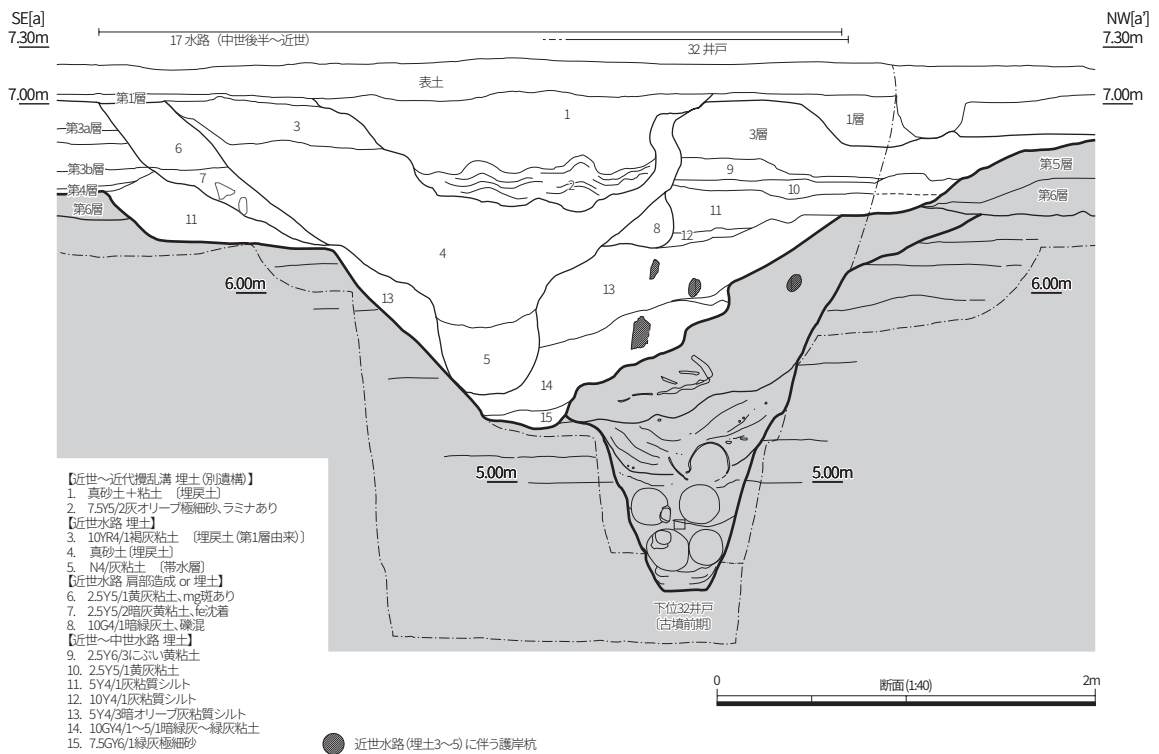 SE[a]
7.30m
NW[a']
7.30m
17 水路（中世後半～近世）
32 井戸
表土
7.00m
7.00m
第1層
第3a層
第3b層
第4層
第6層
1
2
3
4
5
6
7
8
9
10
11
11
12
13
13
14
15
3層
1層
第5層
第6層
6.00m
6.00m
5.00m
5.00m
下位32井戸
〔古墳前期〕
【近世～近代攪乱溝 埋土（別遺構）】
1. 真砂土＋粘土 〔埋戻土〕
2. 7.5Y5/2灰オリーブ極細砂、ラミナあり
【近世水路 埋土】
3. 10YR4/1褐灰粘土 〔埋戻土（第1層由来）〕
4. 真砂土〔埋戻土〕
5. N4/灰粘土 〔帯水層〕
【近世水路 肩部造成 or 埋土】
6. 2.5Y5/1黄灰粘土、mg斑あり
7. 2.5Y5/2暗灰黄粘土、fe沈着
8. 10G4/1暗緑灰土、礫混
【近世～中世水路 埋土】
9. 2.5Y6/3にぶい黄粘土
10. 2.5Y5/1黄灰粘土
11. 5Y4/1灰粘質シルト
12. 10Y4/1灰粘質シルト
13. 5Y4/3暗オリーブ灰粘質シルト
14. 10GY4/1～5/1暗緑灰～緑灰粘土
15. 7.5GY6/1緑灰極細砂
近世水路（埋土3～5）に伴う護岸杭
0
断面（1:40）
2m